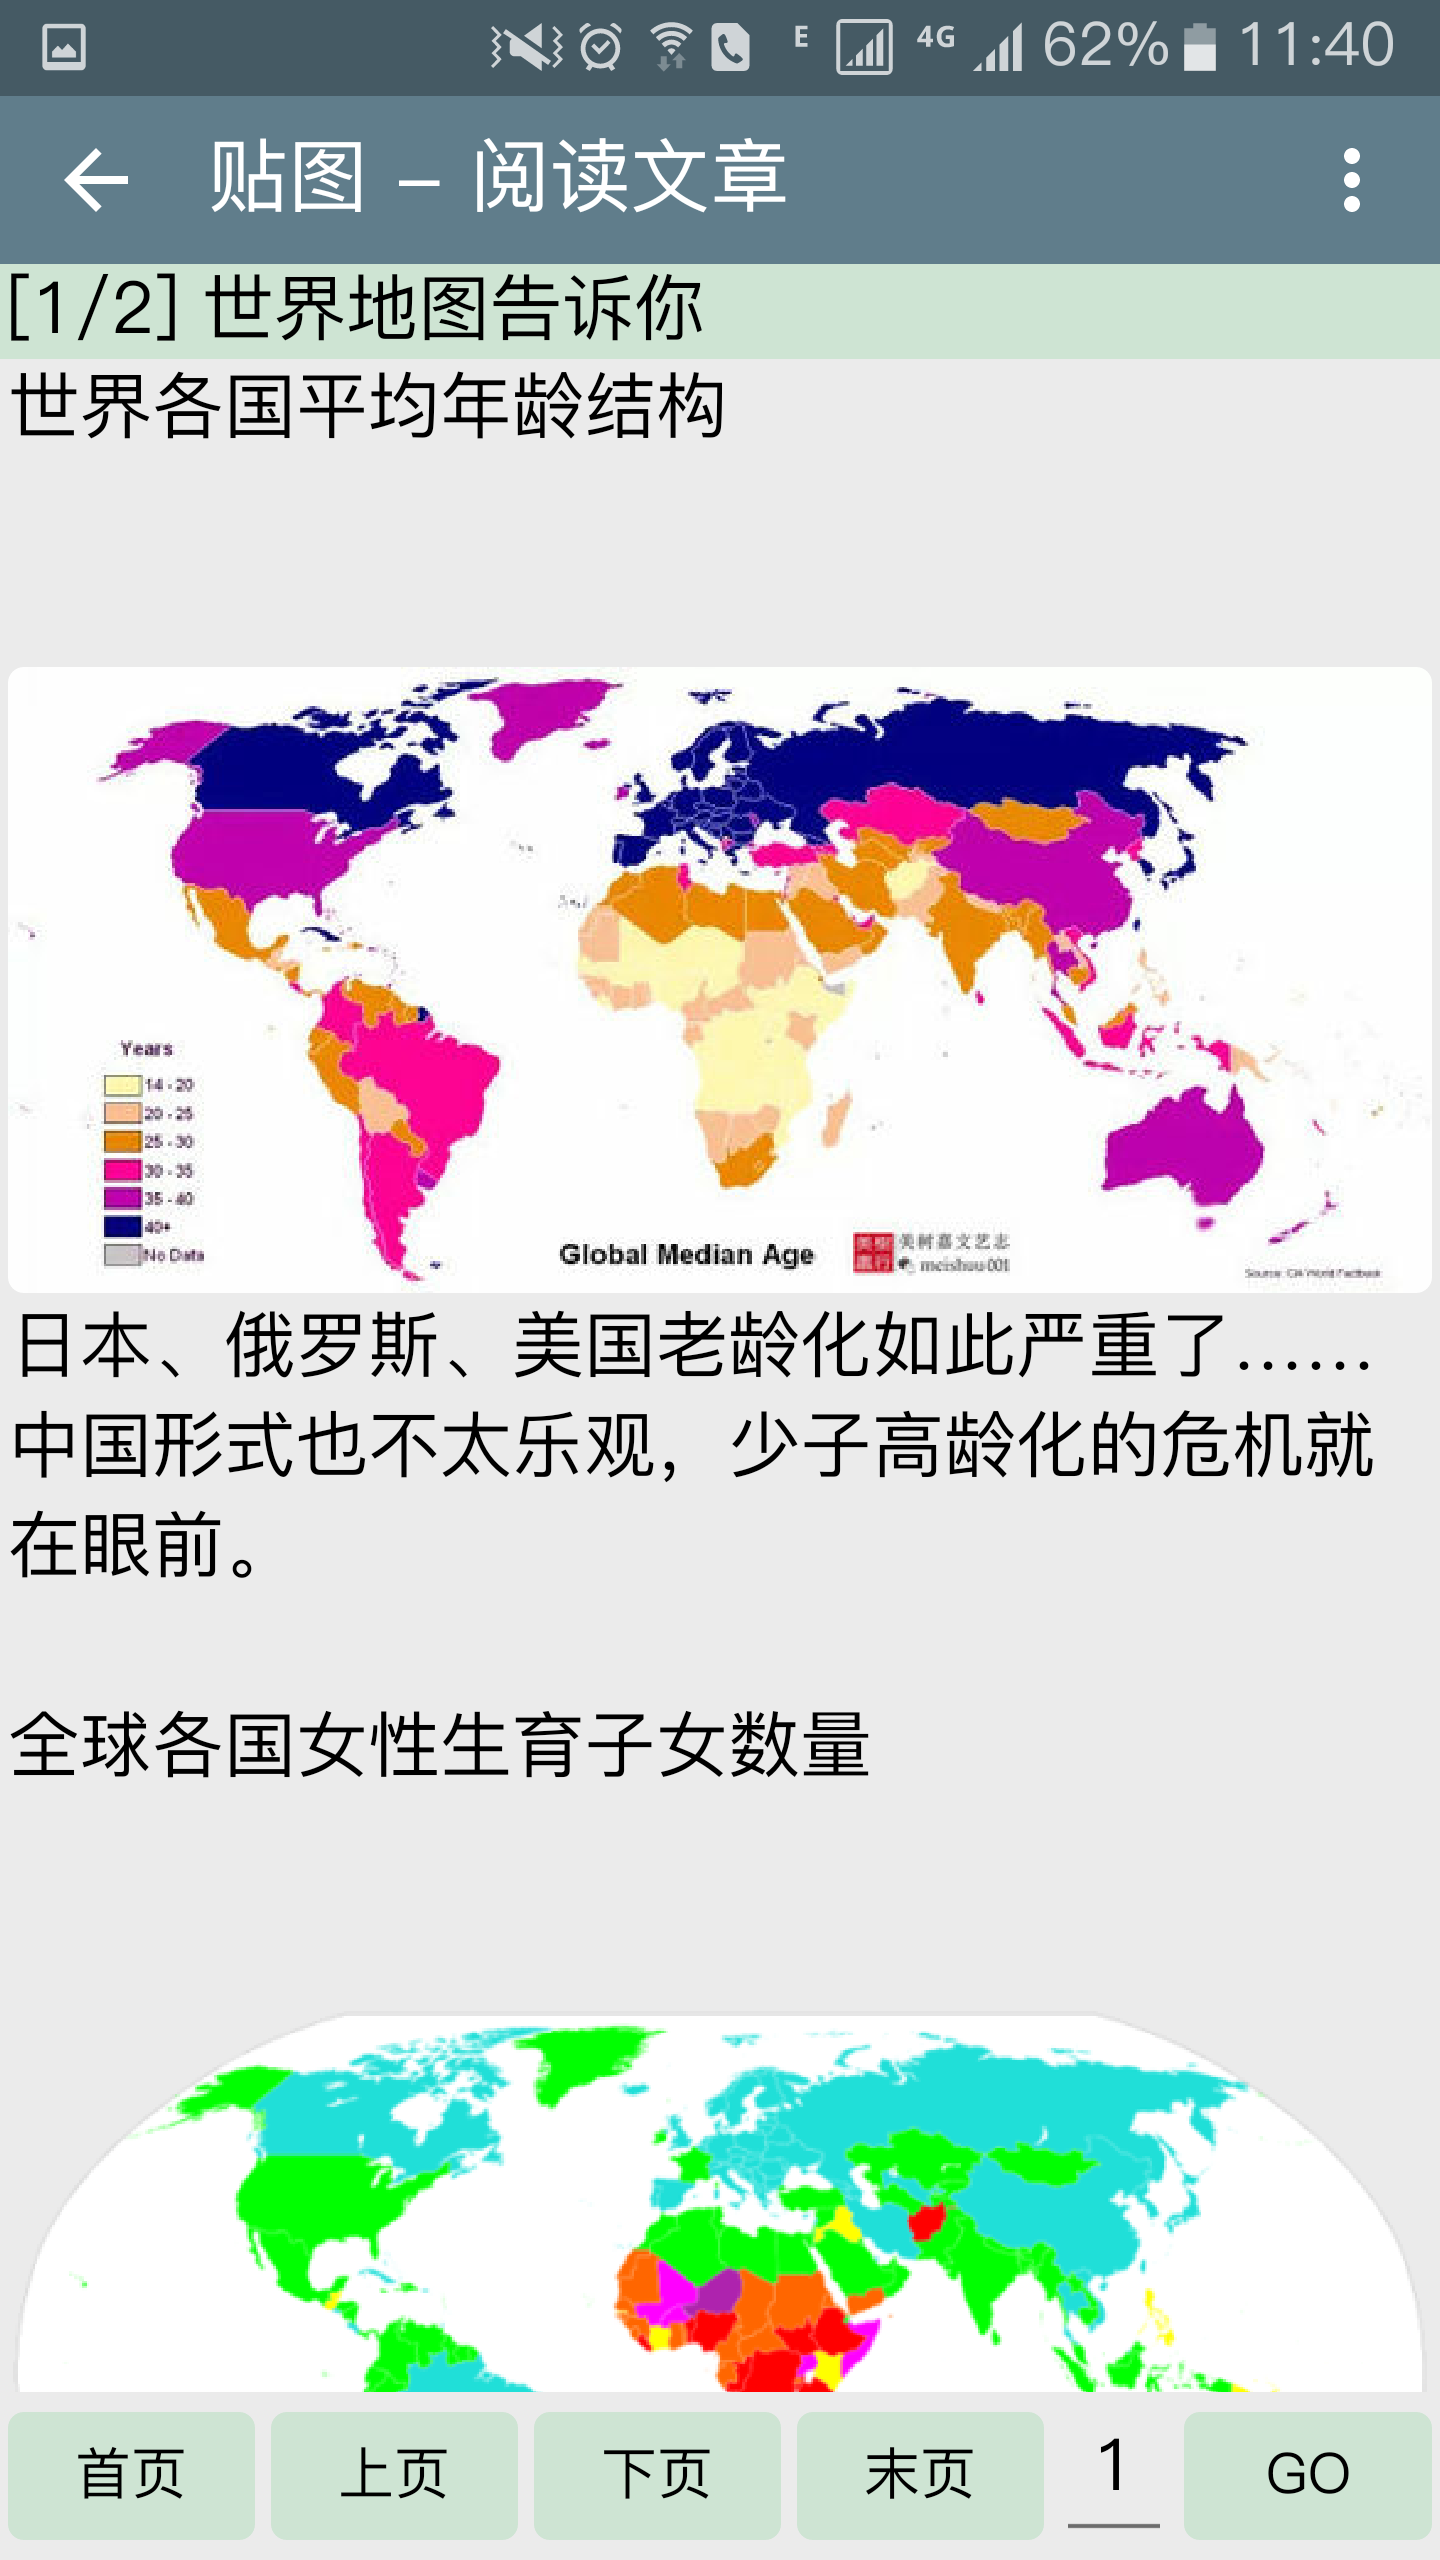 E 4G 62% 11:40
贴图 – 阅读文章
[1/2] 世界地图告诉你
世界各国平均年龄结构
Years
14 - 20
20 - 25
25 - 30
30 - 35
35 - 40
40+
No Data
Global Median Age
美树嘉文艺志
meishuu001
Source: CIA World Factbook
日本、俄罗斯、美国老龄化如此严重了……
中国形式也不太乐观，少子高龄化的危机就
在眼前。
全球各国女性生育子女数量
首页 上页 下页 末页 1 GO